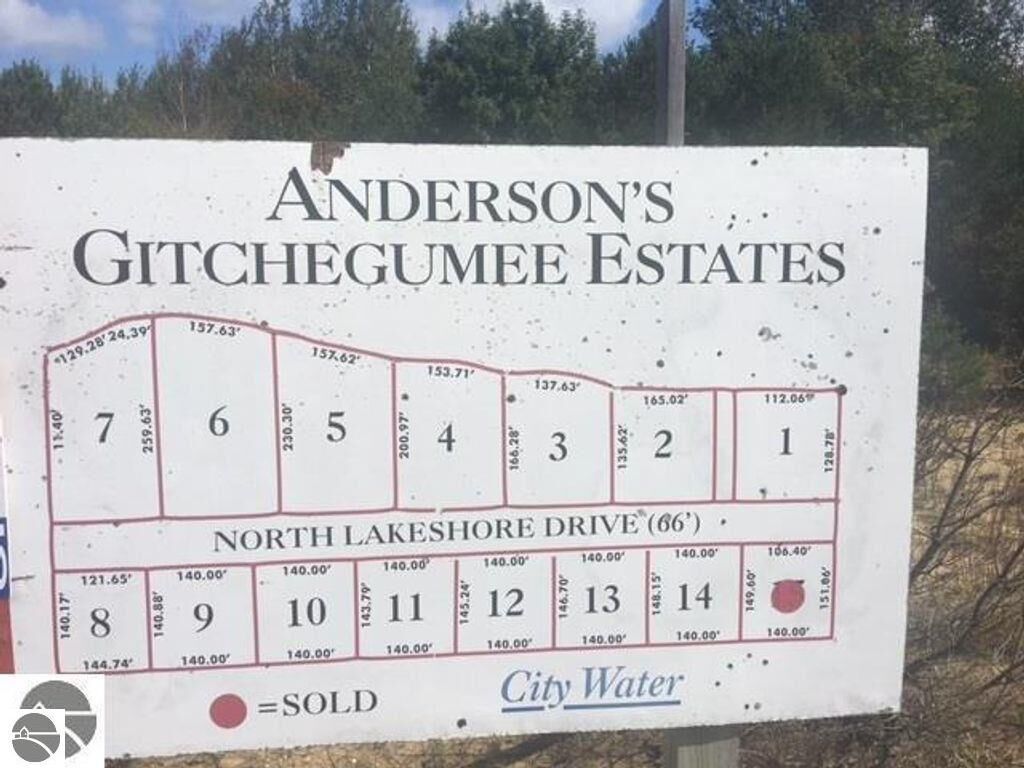 ANDERSON'S
GITCHEGUMEE ESTATES
129.28' 24.39' 157.63' 157.62' 153.71' 137.63' 165.02' 112.06'
11.40' 7 259.63' 6 230.30' 5 200.97' 4 166.28' 3 135.62' 2 1 128.78'
NORTH LAKESHORE DRIVE (66')
121.65' 140.00' 140.00' 140.00' 140.00' 140.00' 140.00' 106.40'
140.17' 8 140.88' 9 10 143.79' 11 145.24' 12 146.70' 13 148.15' 14 149.60' 151.06'
144.74' 140.00' 140.00' 140.00' 140.00' 140.00' 140.00' 140.00'
=SOLD
City Water